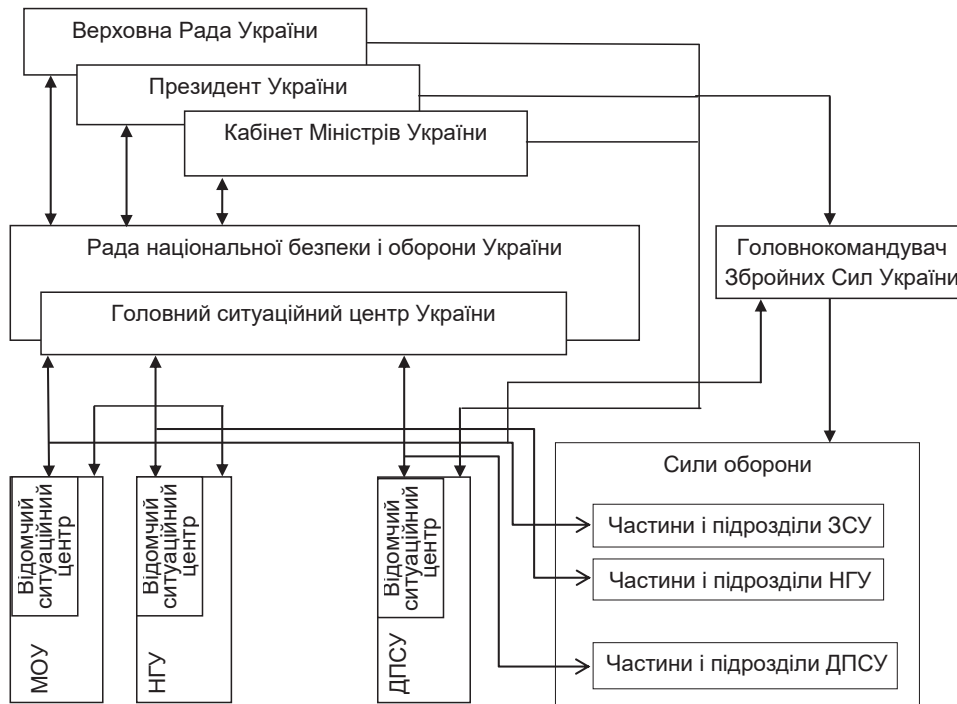 Верховна Рада України
Президент України
Кабінет Міністрів України
Рада національної безпеки і оборони України
Головний ситуаційний центр України
Головнокомандувач
Збройних Сил України
Відомчий
ситуаційний
центр
МОУ
Відомчий
ситуаційний
центр
НГУ
Відомчий
ситуаційний
центр
ДПСУ
Сили оборони
Частини і підрозділи ЗСУ
Частини і підрозділи НГУ
Частини і підрозділи ДПСУ